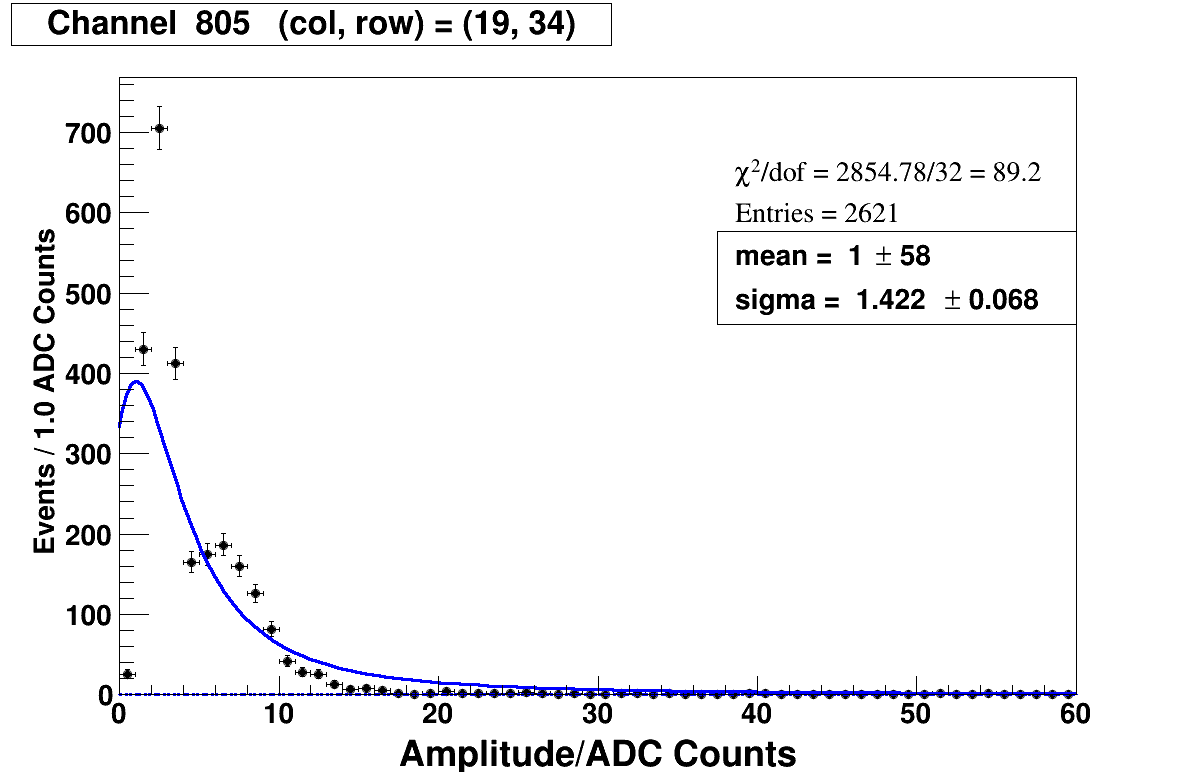 Channel 805 (col, row) = (19, 34)
χ²/dof = 2854.78/32 = 89.2
Entries = 2621
mean = 1 ± 58
sigma = 1.422 ± 0.068
Events / 1.0 ADC Counts
700
600
500
400
300
200
100
0
0 10 20 30 40 50 60
Amplitude/ADC Counts